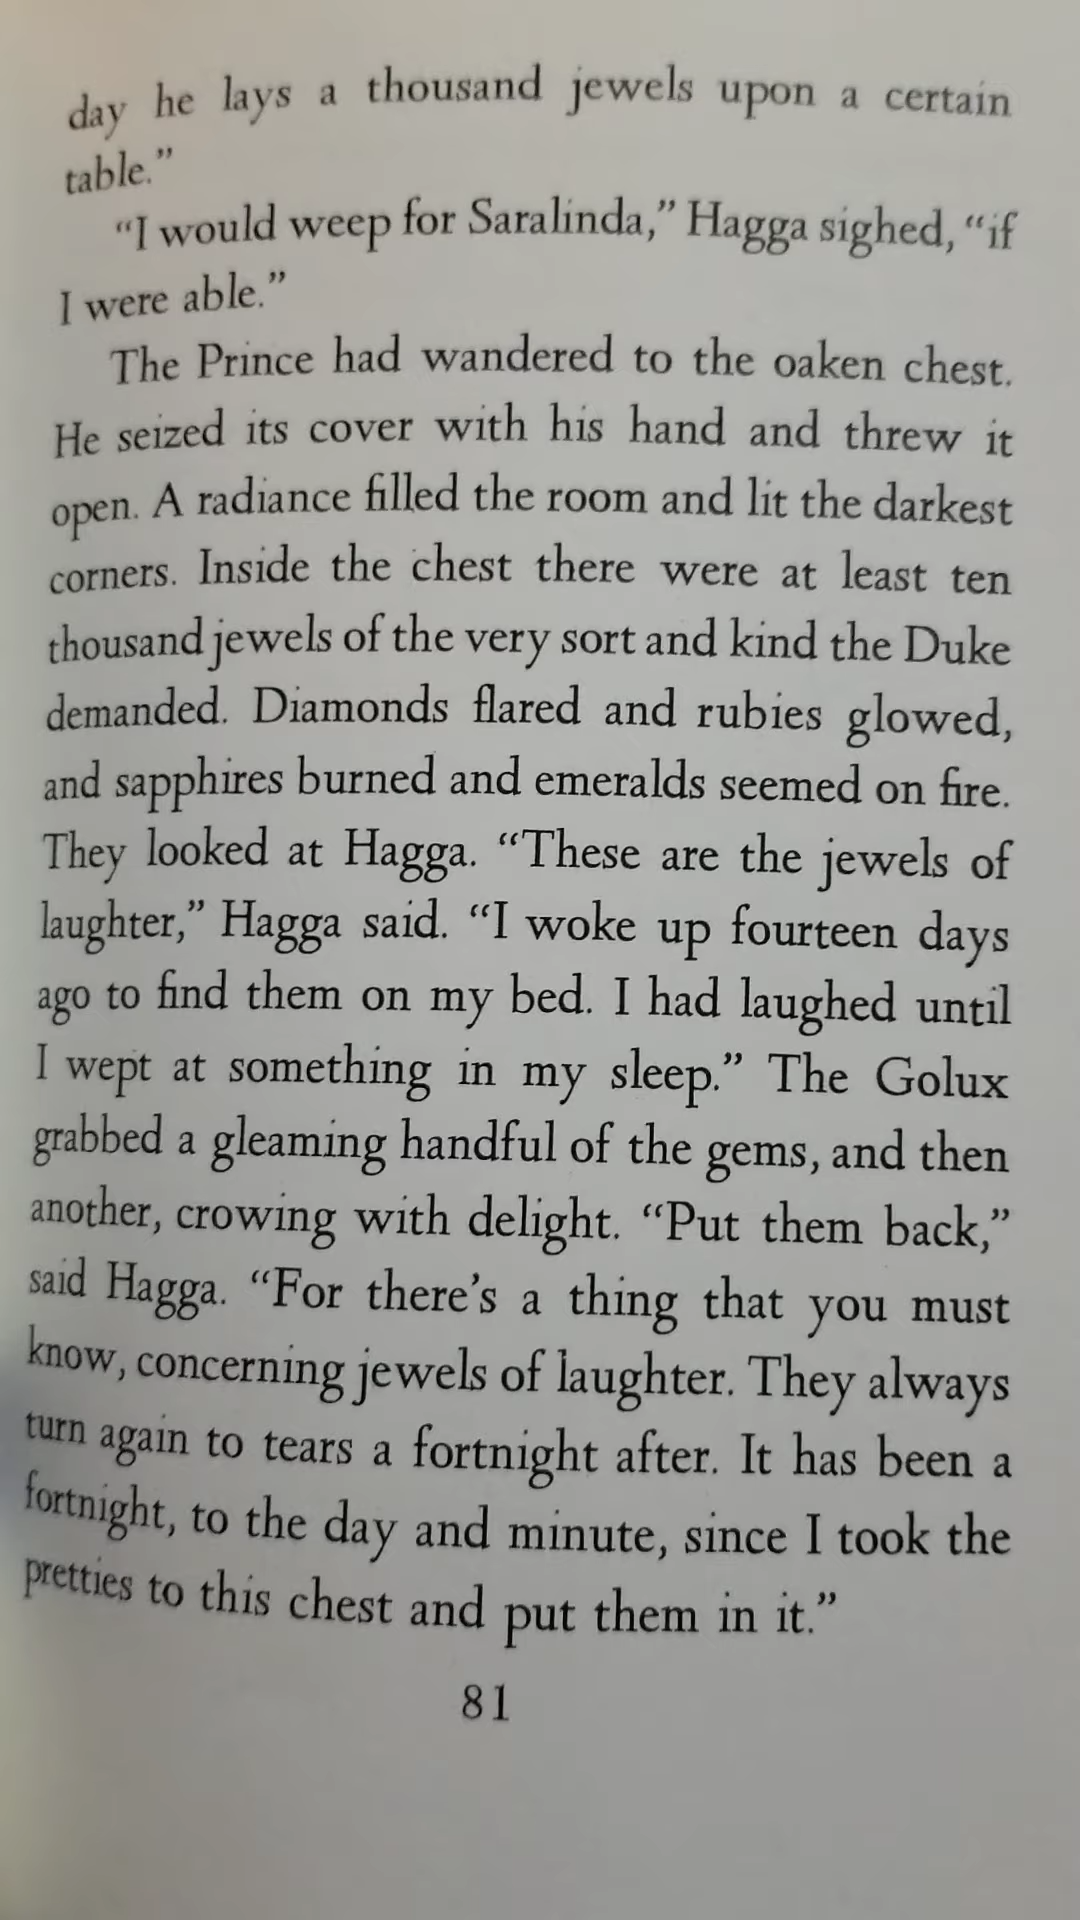 day he lays a thousand jewels upon a certain
table.”
“I would weep for Saralinda,” Hagga sighed, “if
I were able.”
The Prince had wandered to the oaken chest.
He seized its cover with his hand and threw it
open. A radiance filled the room and lit the darkest
corners. Inside the chest there were at least ten
thousand jewels of the very sort and kind the Duke
demanded. Diamonds flared and rubies glowed,
and sapphires burned and emeralds seemed on fire.
They looked at Hagga. “These are the jewels of
laughter,” Hagga said. “I woke up fourteen days
ago to find them on my bed. I had laughed until
I wept at something in my sleep.” The Golux
grabbed a gleaming handful of the gems, and then
another, crowing with delight. “Put them back,”
said Hagga. “For there’s a thing that you must
know, concerning jewels of laughter. They always
turn again to tears a fortnight after. It has been a
fortnight, to the day and minute, since I took the
pretties to this chest and put them in it.”
81